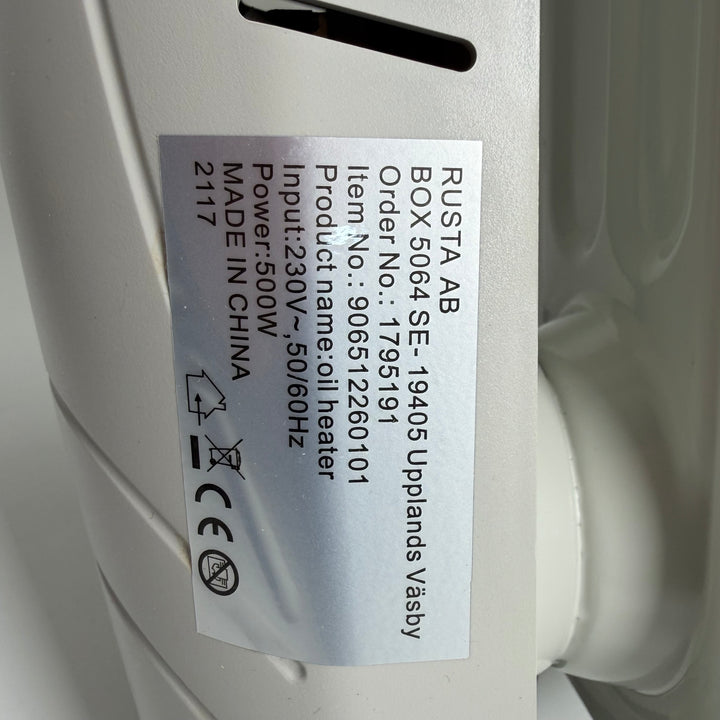 RUSTA AB
BOX 5064 SE- 19405 Upplands Väsby
Order No.: 1795191
Item No.: 906512260101
Product name:oil heater
Input:230V~,50/60Hz
Power:500W
MADE IN CHINA
2117
CE